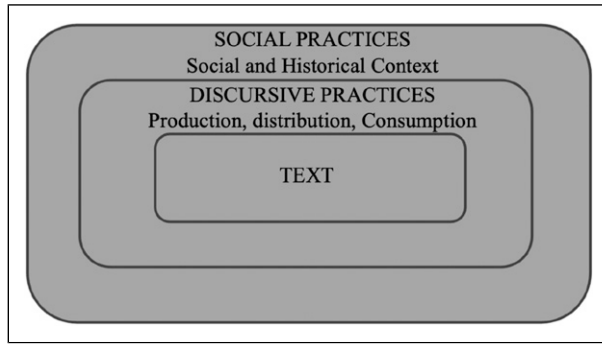 SOCIAL PRACTICES
Social and Historical Context
DISCURSIVE PRACTICES
Production, distribution, Consumption
TEXT